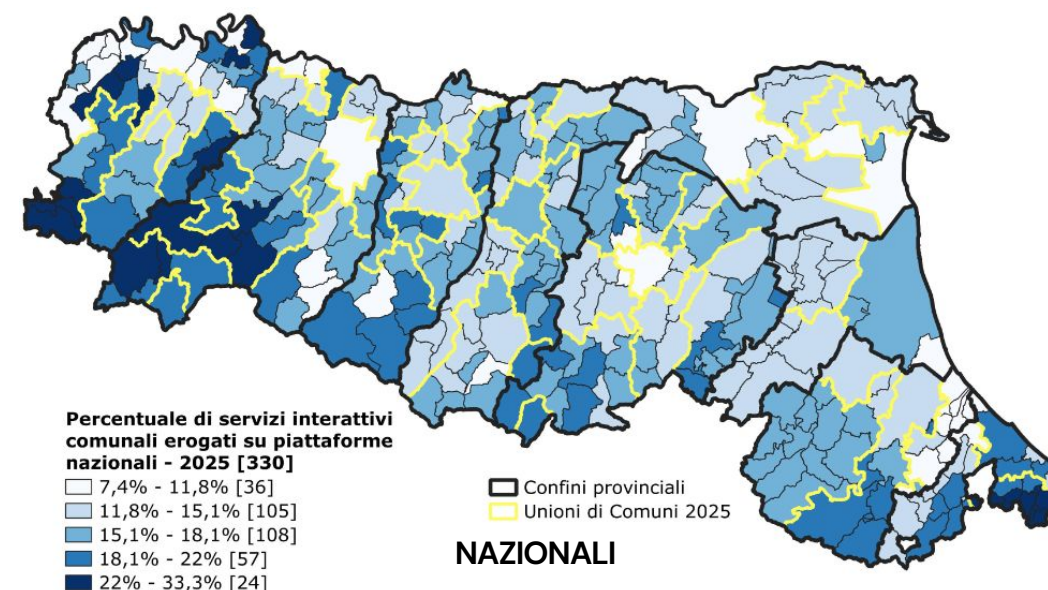 Percentuale di servizi interattivi
comunali erogati su piattaforme
nazionali - 2025 [330]
7,4% - 11,8% [36]
11,8% - 15,1% [105]
15,1% - 18,1% [108]
18,1% - 22% [57]
22% - 33,3% [24]
Confini provinciali
Unioni di Comuni 2025
NAZIONALI